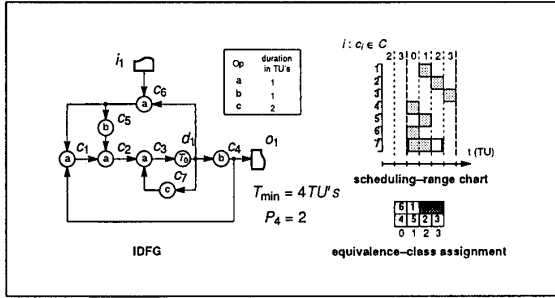 i₁
c₆
a
c₅
b
d₁
o₁
c₁
c₂
c₃
c₄
a
a
a
T₀
b
c₇
c
IDFG
Op duration in TU's
a 1
b 1
c 2
Tmin = 4TU's
P₄ = 2
i : cᵢ ∈ C
2 3 0 1 2 3
1
2
3
4
5
6
7
t (TU)
scheduling–range chart
6 1
4 5 2 3
0 1 2 3
equivalence–class assignment